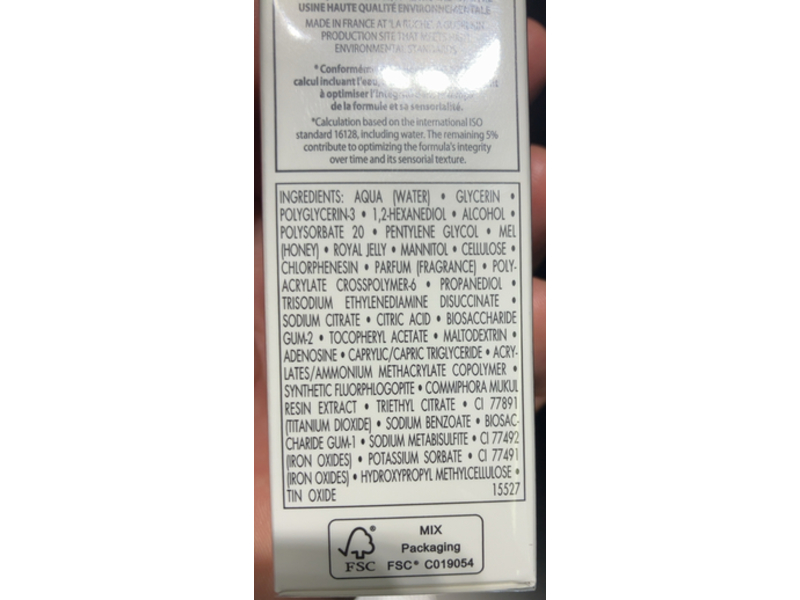 USINE HAUTE QUALITÉ ENVIRONNEMENTALE
MADE IN FRANCE AT "LA RUCHE", A GUERLAIN
PRODUCTION SITE THAT MEETS HIGH
ENVIRONMENTAL STANDARDS
* Conformém
calcul incluant l'eau,
à optimiser l'intégrité
de la formule et sa sensorialité.
*Calculation based on the international ISO
standard 16128, including water. The remaining 5%
contribute to optimizing the formula's integrity
over time and its sensorial texture.
INGREDIENTS: AQUA (WATER) • GLYCERIN •
POLYGLYCERIN-3 • 1,2-HEXANEDIOL • ALCOHOL •
POLYSORBATE 20 • PENTYLENE GLYCOL • MEL
(HONEY) • ROYAL JELLY • MANNITOL • CELLULOSE •
CHLORPHENESIN • PARFUM (FRAGRANCE) • POLY-
ACRYLATE CROSSPOLYMER-6 • PROPANEDIOL •
TRISODIUM ETHYLENEDIAMINE DISUCCINATE •
SODIUM CITRATE • CITRIC ACID • BIOSACCHARIDE
GUM-2 • TOCOPHERYL ACETATE • MALTODEXTRIN •
ADENOSINE • CAPRYLIC/CAPRIC TRIGLYCERIDE • ACRY-
LATES/AMMONIUM METHACRYLATE COPOLYMER •
SYNTHETIC FLUORPHLOGOPITE • COMMIPHORA MUKUL
RESIN EXTRACT • TRIETHYL CITRATE • CI 77891
(TITANIUM DIOXIDE) • SODIUM BENZOATE • BIOSAC-
CHARIDE GUM-1 • SODIUM METABISULFITE • CI 77492
(IRON OXIDES) • POTASSIUM SORBATE • CI 77491
(IRON OXIDES) • HYDROXYPROPYL METHYLCELLULOSE •
TIN OXIDE 15527
FSC®
MIX
Packaging
FSC® C019054